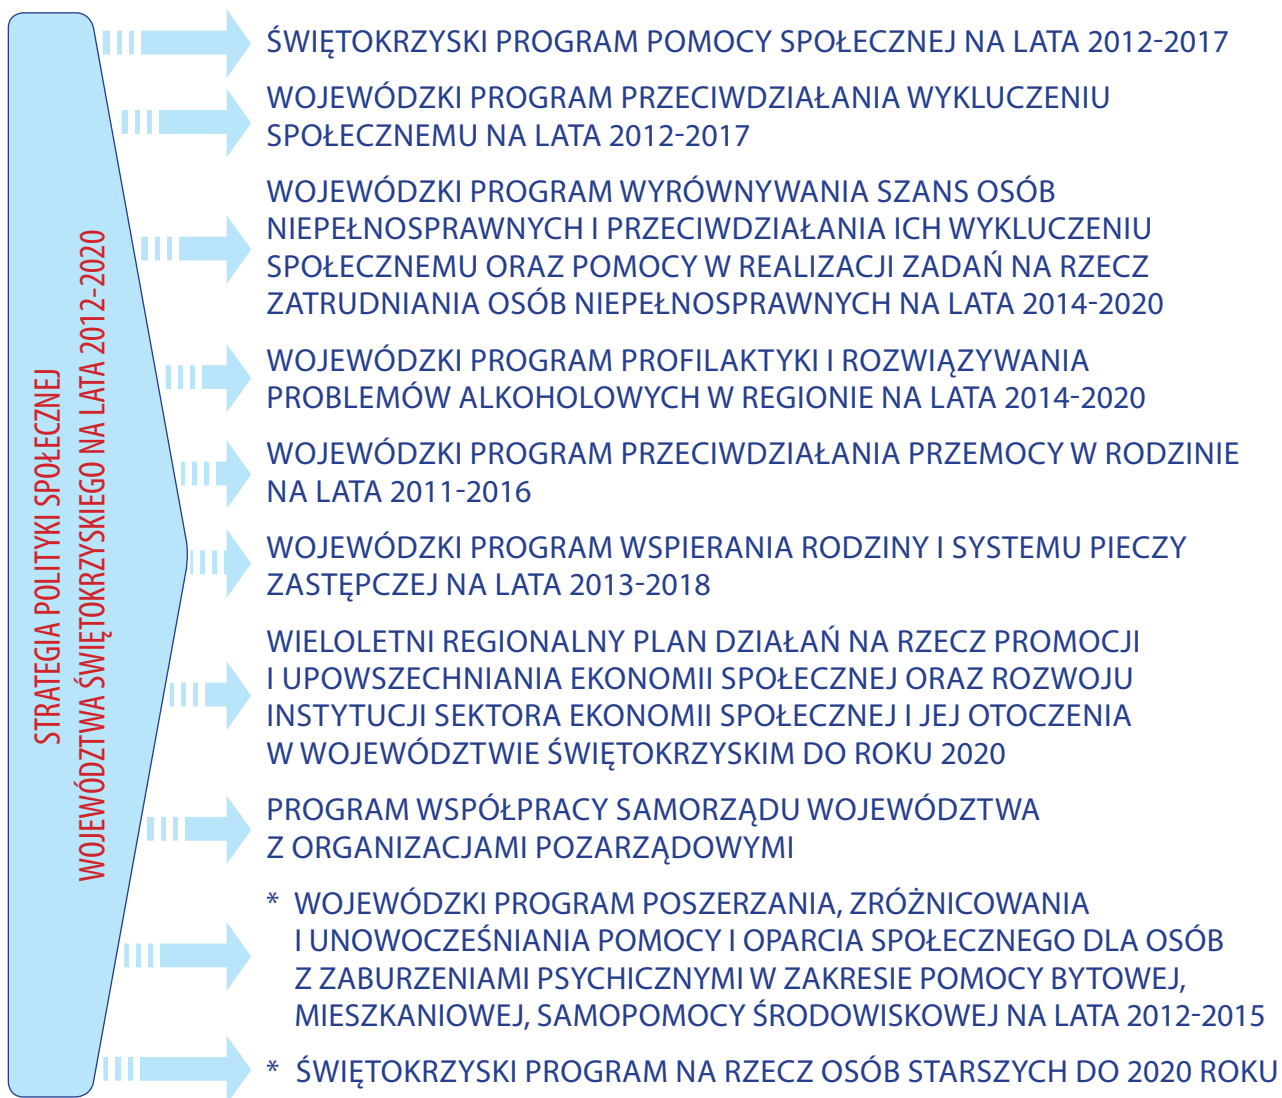 STRATEGIA POLITYKI SPOŁECZNEJ
WOJEWÓDZTWA ŚWIĘTOKRZYSKIEGO NA LATA 2012-2020
ŚWIĘTOKRZYSKI PROGRAM POMOCY SPOŁECZNEJ NA LATA 2012-2017
WOJEWÓDZKI PROGRAM PRZECIWDZIAŁANIA WYKLUCZENIU
SPOŁECZNEMU NA LATA 2012-2017
WOJEWÓDZKI PROGRAM WYRÓWNYWANIA SZANS OSÓB
NIEPEŁNOSPRAWNYCH I PRZECIWDZIAŁANIA ICH WYKLUCZENIU
SPOŁECZNEMU ORAZ POMOCY W REALIZACJI ZADAŃ NA RZECZ
ZATRUDNIANIA OSÓB NIEPEŁNOSPRAWNYCH NA LATA 2014-2020
WOJEWÓDZKI PROGRAM PROFILAKTYKI I ROZWIĄZYWANIA
PROBLEMÓW ALKOHOLOWYCH W REGIONIE NA LATA 2014-2020
WOJEWÓDZKI PROGRAM PRZECIWDZIAŁANIA PRZEMOCY W RODZINIE
NA LATA 2011-2016
WOJEWÓDZKI PROGRAM WSPIERANIA RODZINY I SYSTEMU PIECZY
ZASTĘPCZEJ NA LATA 2013-2018
WIELOLETNI REGIONALNY PLAN DZIAŁAŃ NA RZECZ PROMOCJI
I UPOWSZECHNIANIA EKONOMII SPOŁECZNEJ ORAZ ROZWOJU
INSTYTUCJI SEKTORA EKONOMII SPOŁECZNEJ I JEJ OTOCZENIA
W WOJEWÓDZTWIE ŚWIĘTOKRZYSKIM DO ROKU 2020
PROGRAM WSPÓŁPRACY SAMORZĄDU WOJEWÓDZTWA
Z ORGANIZACJAMI POZARZĄDOWYMI
* WOJEWÓDZKI PROGRAM POSZERZANIA, ZRÓŻNICOWANIA
I UNOWOCZEŚNIANIA POMOCY I OPARCIA SPOŁECZNEGO DLA OSÓB
Z ZABURZENIAMI PSYCHICZNYMI W ZAKRESIE POMOCY BYTOWEJ,
MIESZKANIOWEJ, SAMOPOMOCY ŚRODOWISKOWEJ NA LATA 2012-2015
* ŚWIĘTOKRZYSKI PROGRAM NA RZECZ OSÓB STARSZYCH DO 2020 ROKU